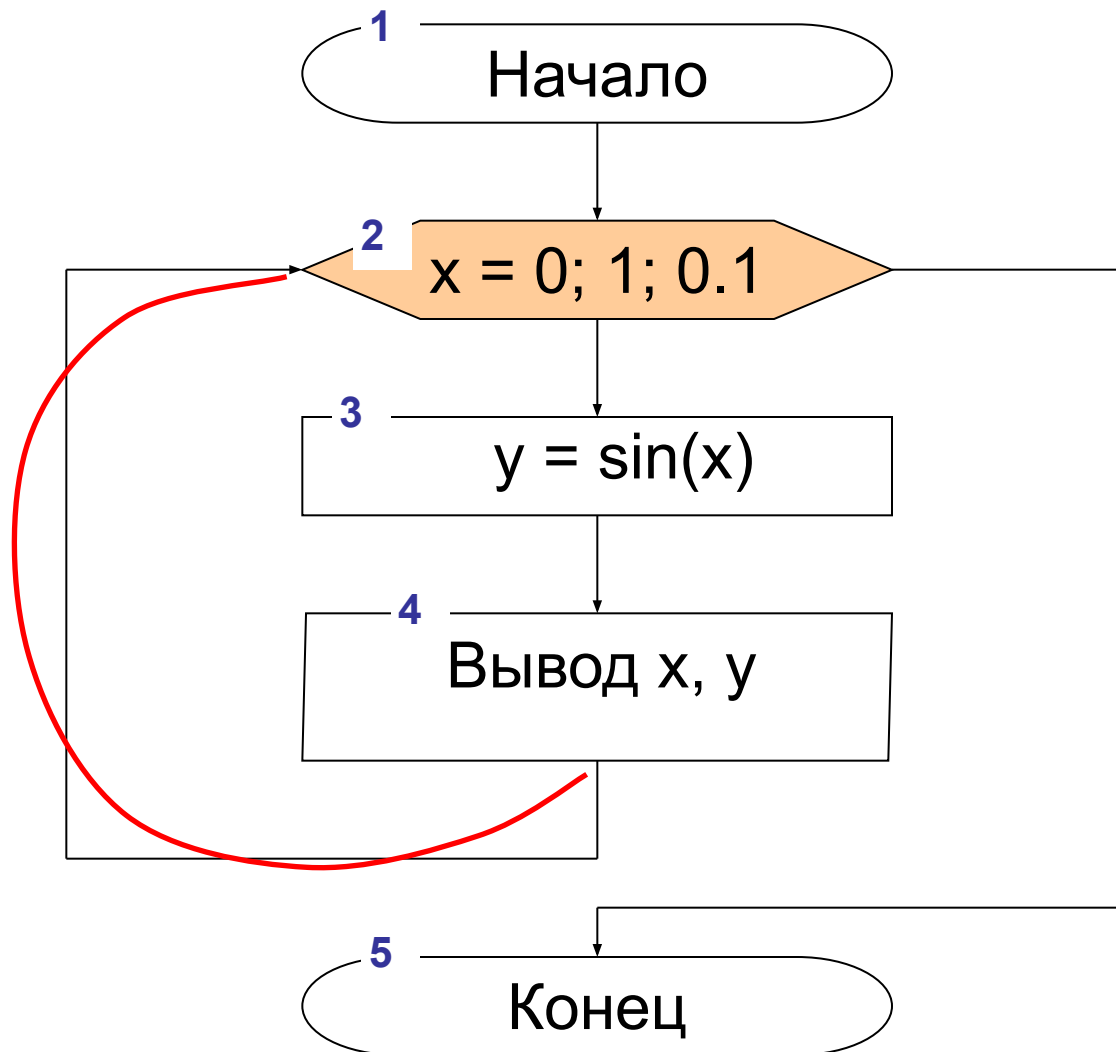 1
Начало
2
x = 0; 1; 0.1
3
y = sin(x)
4
Вывод x, y
5
Конец